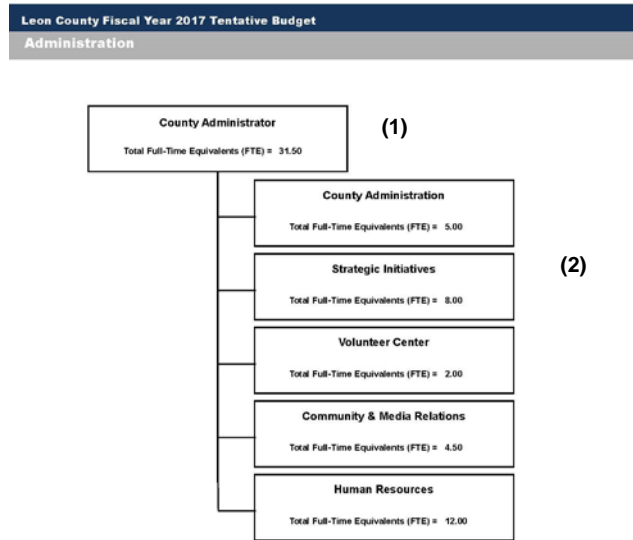 Leon County Fiscal Year 2017 Tentative Budget
Administration
County Administrator
Total Full-Time Equivalents (FTE) = 31.50
(1)
County Administration
Total Full-Time Equivalents (FTE) = 5.00
Strategic Initiatives
Total Full-Time Equivalents (FTE) = 8.00
(2)
Volunteer Center
Total Full-Time Equivalents (FTE) = 2.00
Community & Media Relations
Total Full-Time Equivalents (FTE) = 4.50
Human Resources
Total Full-Time Equivalents (FTE) = 12.00